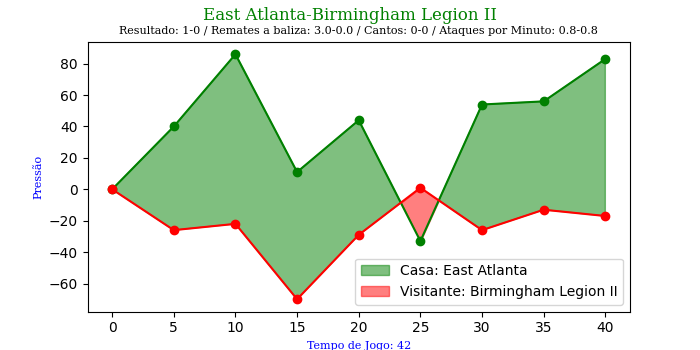 East Atlanta-Birmingham Legion II
Resultado: 1-0 / Remates a baliza: 3.0-0.0 / Cantos: 0-0 / Ataques por Minuto: 0.8-0.8
80
60
40
20
0
−20
−40
−60
Pressão
Casa: East Atlanta
Visitante: Birmingham Legion II
0 5 10 15 20 25 30 35 40
Tempo de Jogo: 42